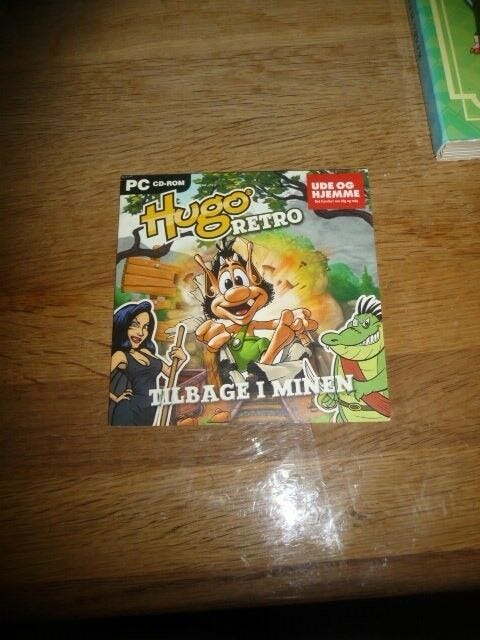 PC CD-ROM
UDE OG
HJEMME
Hugo®
RETRO
TILBAGE I MINEN